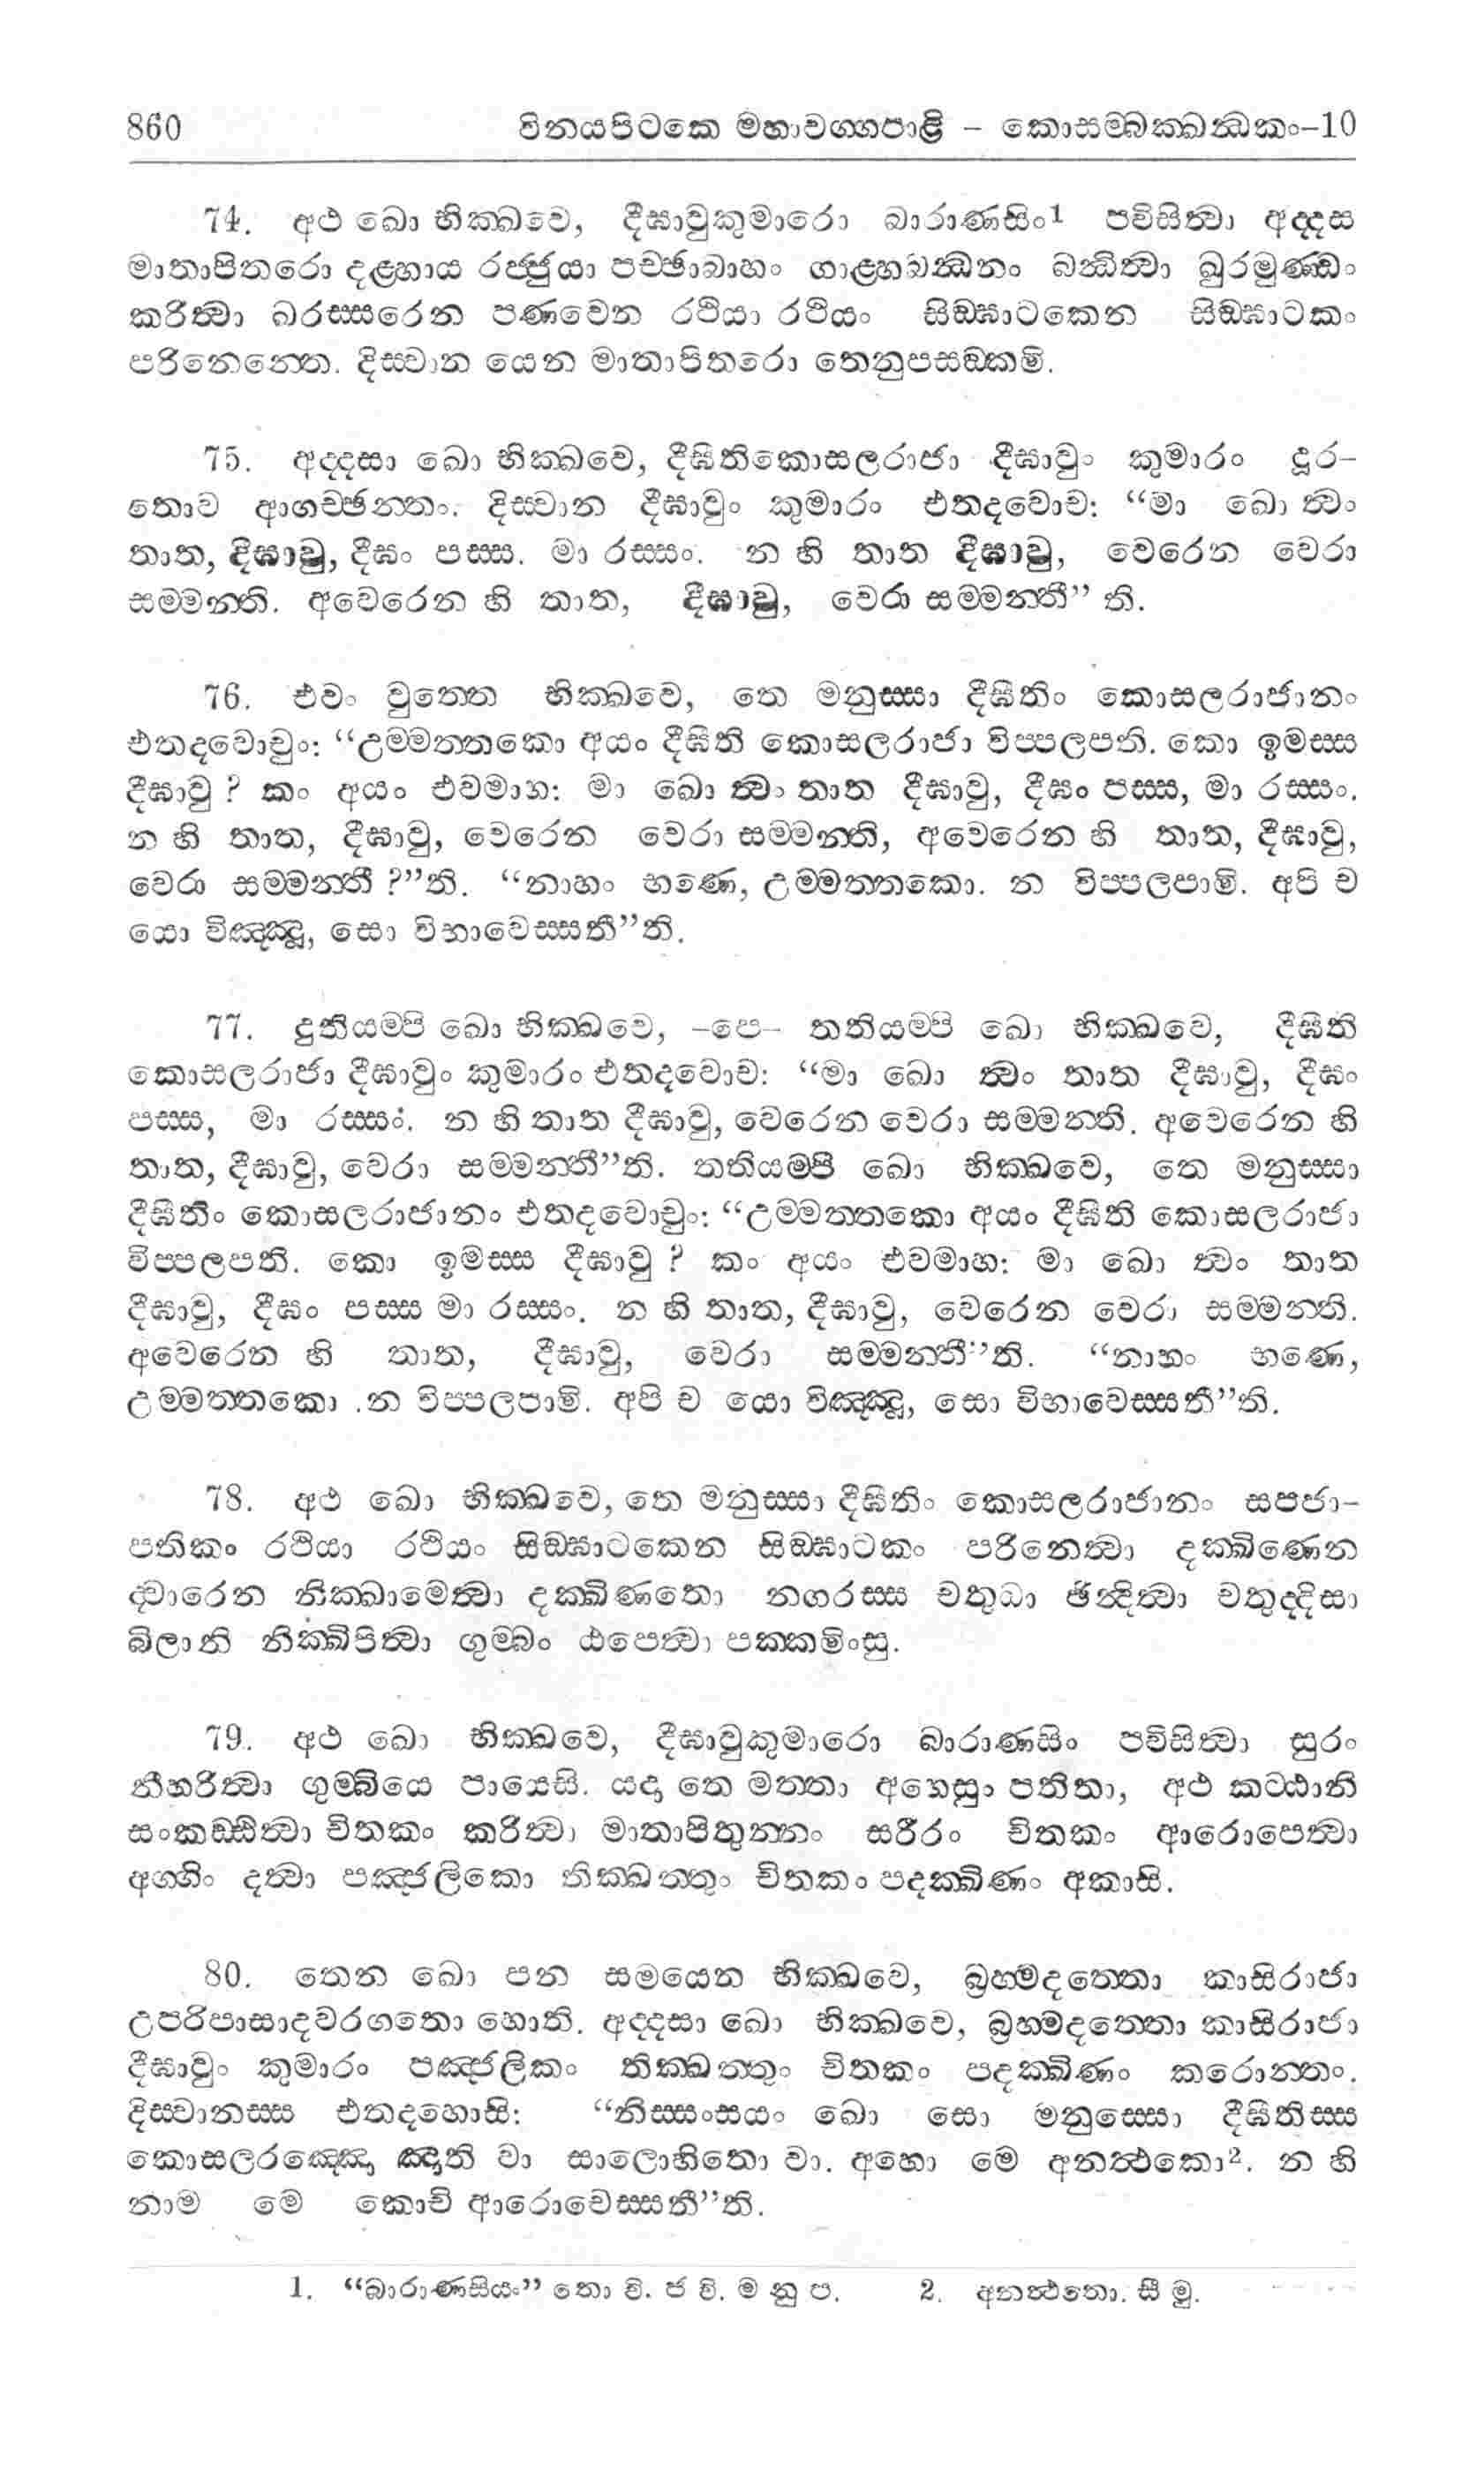 860 විනයපිටකෙ මහාවග්ගපාළි – කොසම්බක්ඛන්ධකං–10
74. අථ ඛො භික්ඛවෙ, දීඝාවුකුමාරො බාරාණසිං1 පවිසිත්වා අද්දස
මාතාපිතරො දළ්හාය රජ්ජුයා පච්ඡාබාහං ගාළ්හබන්ධනං බන්ධිත්වා ඛුරමුණ්ඩං
කරිත්වා ඛරස්සරෙන පණවෙන රථියා රථියං සිඞ්ඝාටකෙන සිඞ්ඝාටකං
පරිනෙන්තෙ. දිස්වාන යෙන මාතාපිතරො තෙනුපසඞ්කමි.
75. අද්දසා ඛො භික්ඛවෙ, දීඝීතිකොසලරාජා දීඝාවුං කුමාරං දූර-
තොව ආගච්ඡන්තං. දිස්වාන දීඝාවුං කුමාරං එතදවොච: “මා ඛො ත්වං
තාත, දීඝාවු, දීඝං පස්ස. මා රස්සං. න හි තාත දීඝාවු, වෙරෙන වෙරා
සම්මන්ති. අවෙරෙන හි තාත, දීඝාවු, වෙරා සම්මන්තී” ති.
76. එවං වුත්තෙ භික්ඛවෙ, තෙ මනුස්සා දීඝීතිං කොසලරාජානං
එතදවොචුං: “උම්මත්තකො අයං දීඝීති කොසලරාජා විප්පලපති. කො ඉමස්ස
දීඝාවු ? කං අයං එවමාහ: මා ඛො ත්වං තාත දීඝාවු, දීඝං පස්ස, මා රස්සං.
න හි තාත, දීඝාවු, වෙරෙන වෙරා සම්මන්ති, අවෙරෙන හි තාත, දීඝාවු,
වෙරා සම්මන්තී ?”ති. “නාහං භණෙ, උම්මත්තකො. න විප්පලපාමි. අපි ච
යො විඤ්ඤූ, සො විභාවෙස්සතී”ති.
77. දුතියම්පි ඛො භික්ඛවෙ, –පෙ– තතියම්පි ඛො භික්ඛවෙ, දීඝීති
කොසලරාජා දීඝාවුං කුමාරං එතදවොච: “මා ඛො ත්වං තාත දීඝාවු, දීඝං
පස්ස, මා රස්සං. න හි තාත දීඝාවු, වෙරෙන වෙරා සම්මන්ති. අවෙරෙන හි
තාත, දීඝාවු, වෙරා සම්මන්තී”ති. තතියම්පි ඛො භික්ඛවෙ, තෙ මනුස්සා
දීඝීතිං කොසලරාජානං එතදවොචුං: “උම්මත්තකො අයං දීඝීති කොසලරාජා
විප්පලපති. කො ඉමස්ස දීඝාවු ? කං අයං එවමාහ: මා ඛො ත්වං තාත
දීඝාවු, දීඝං පස්ස මා රස්සං. න හි තාත, දීඝාවු, වෙරෙන වෙරා සම්මන්ති.
අවෙරෙන හි තාත, දීඝාවු, වෙරා සම්මන්තී”ති. “නාහං භණෙ,
උම්මත්තකො .න විප්පලපාමි. අපි ච යො විඤ්ඤූ, සො විභාවෙස්සතී”ති.
78. අථ ඛො භික්ඛවෙ, තෙ මනුස්සා දීඝීතිං කොසලරාජානං සපජා-
පතිකං රථියා රථියං සිඞ්ඝාටකෙන සිඞ්ඝාටකං පරිනෙත්වා දක්ඛිණෙන
ද්වාරෙන නික්ඛාමෙත්වා දක්ඛිණතො නගරස්ස චතුධා ඡින්දිත්වා චතුද්දිසා
බිලානි නික්ඛිපිත්වා ගුම්බං ඨපෙත්වා පක්කමිංසු.
79. අථ ඛො භික්ඛවෙ, දීඝාවුකුමාරො බාරාණසිං පවිසිත්වා සුරං
නීහරිත්වා ගුම්බියෙ පායෙසි. යදා තෙ මත්තා අහෙසුං පතිතා, අථ කට්ඨානි
සංකඩ්ඪිත්වා චිතකං කරිත්වා මාතාපිතුන්නං සරීරං චිතකං ආරොපෙත්වා
අග්ගිං දත්වා පඤ්ජලිකො තික්ඛත්තුං චිතකං පදක්ඛිණං අකාසි.
80. තෙන ඛො පන සමයෙන භික්ඛවෙ, බ්‍රහ්මදත්තො කාසිරාජා
උපරිපාසාදවරගතො හොති. අද්දසා ඛො භික්ඛවෙ, බ්‍රහ්මදත්තො කාසිරාජා
දීඝාවුං කුමාරං පඤ්ජලිකං තික්ඛත්තුං චිතකං පදක්ඛිණං කරොන්තං.
දිස්වානස්ස එතදහොසි: “නිස්සංසයං ඛො සො මනුස්සො දීඝීතිස්ස
කොසලරඤ්ඤො ඤාති වා සාලොහිතො වා. අහො මෙ අනත්ථකො2. න හි
නාම මෙ කොචි ආරොචෙස්සතී”ති.
1. “බාරාණසියං” තො වි. ජ වි. ම නු ප. 2. අනත්ථතො. සී මු.